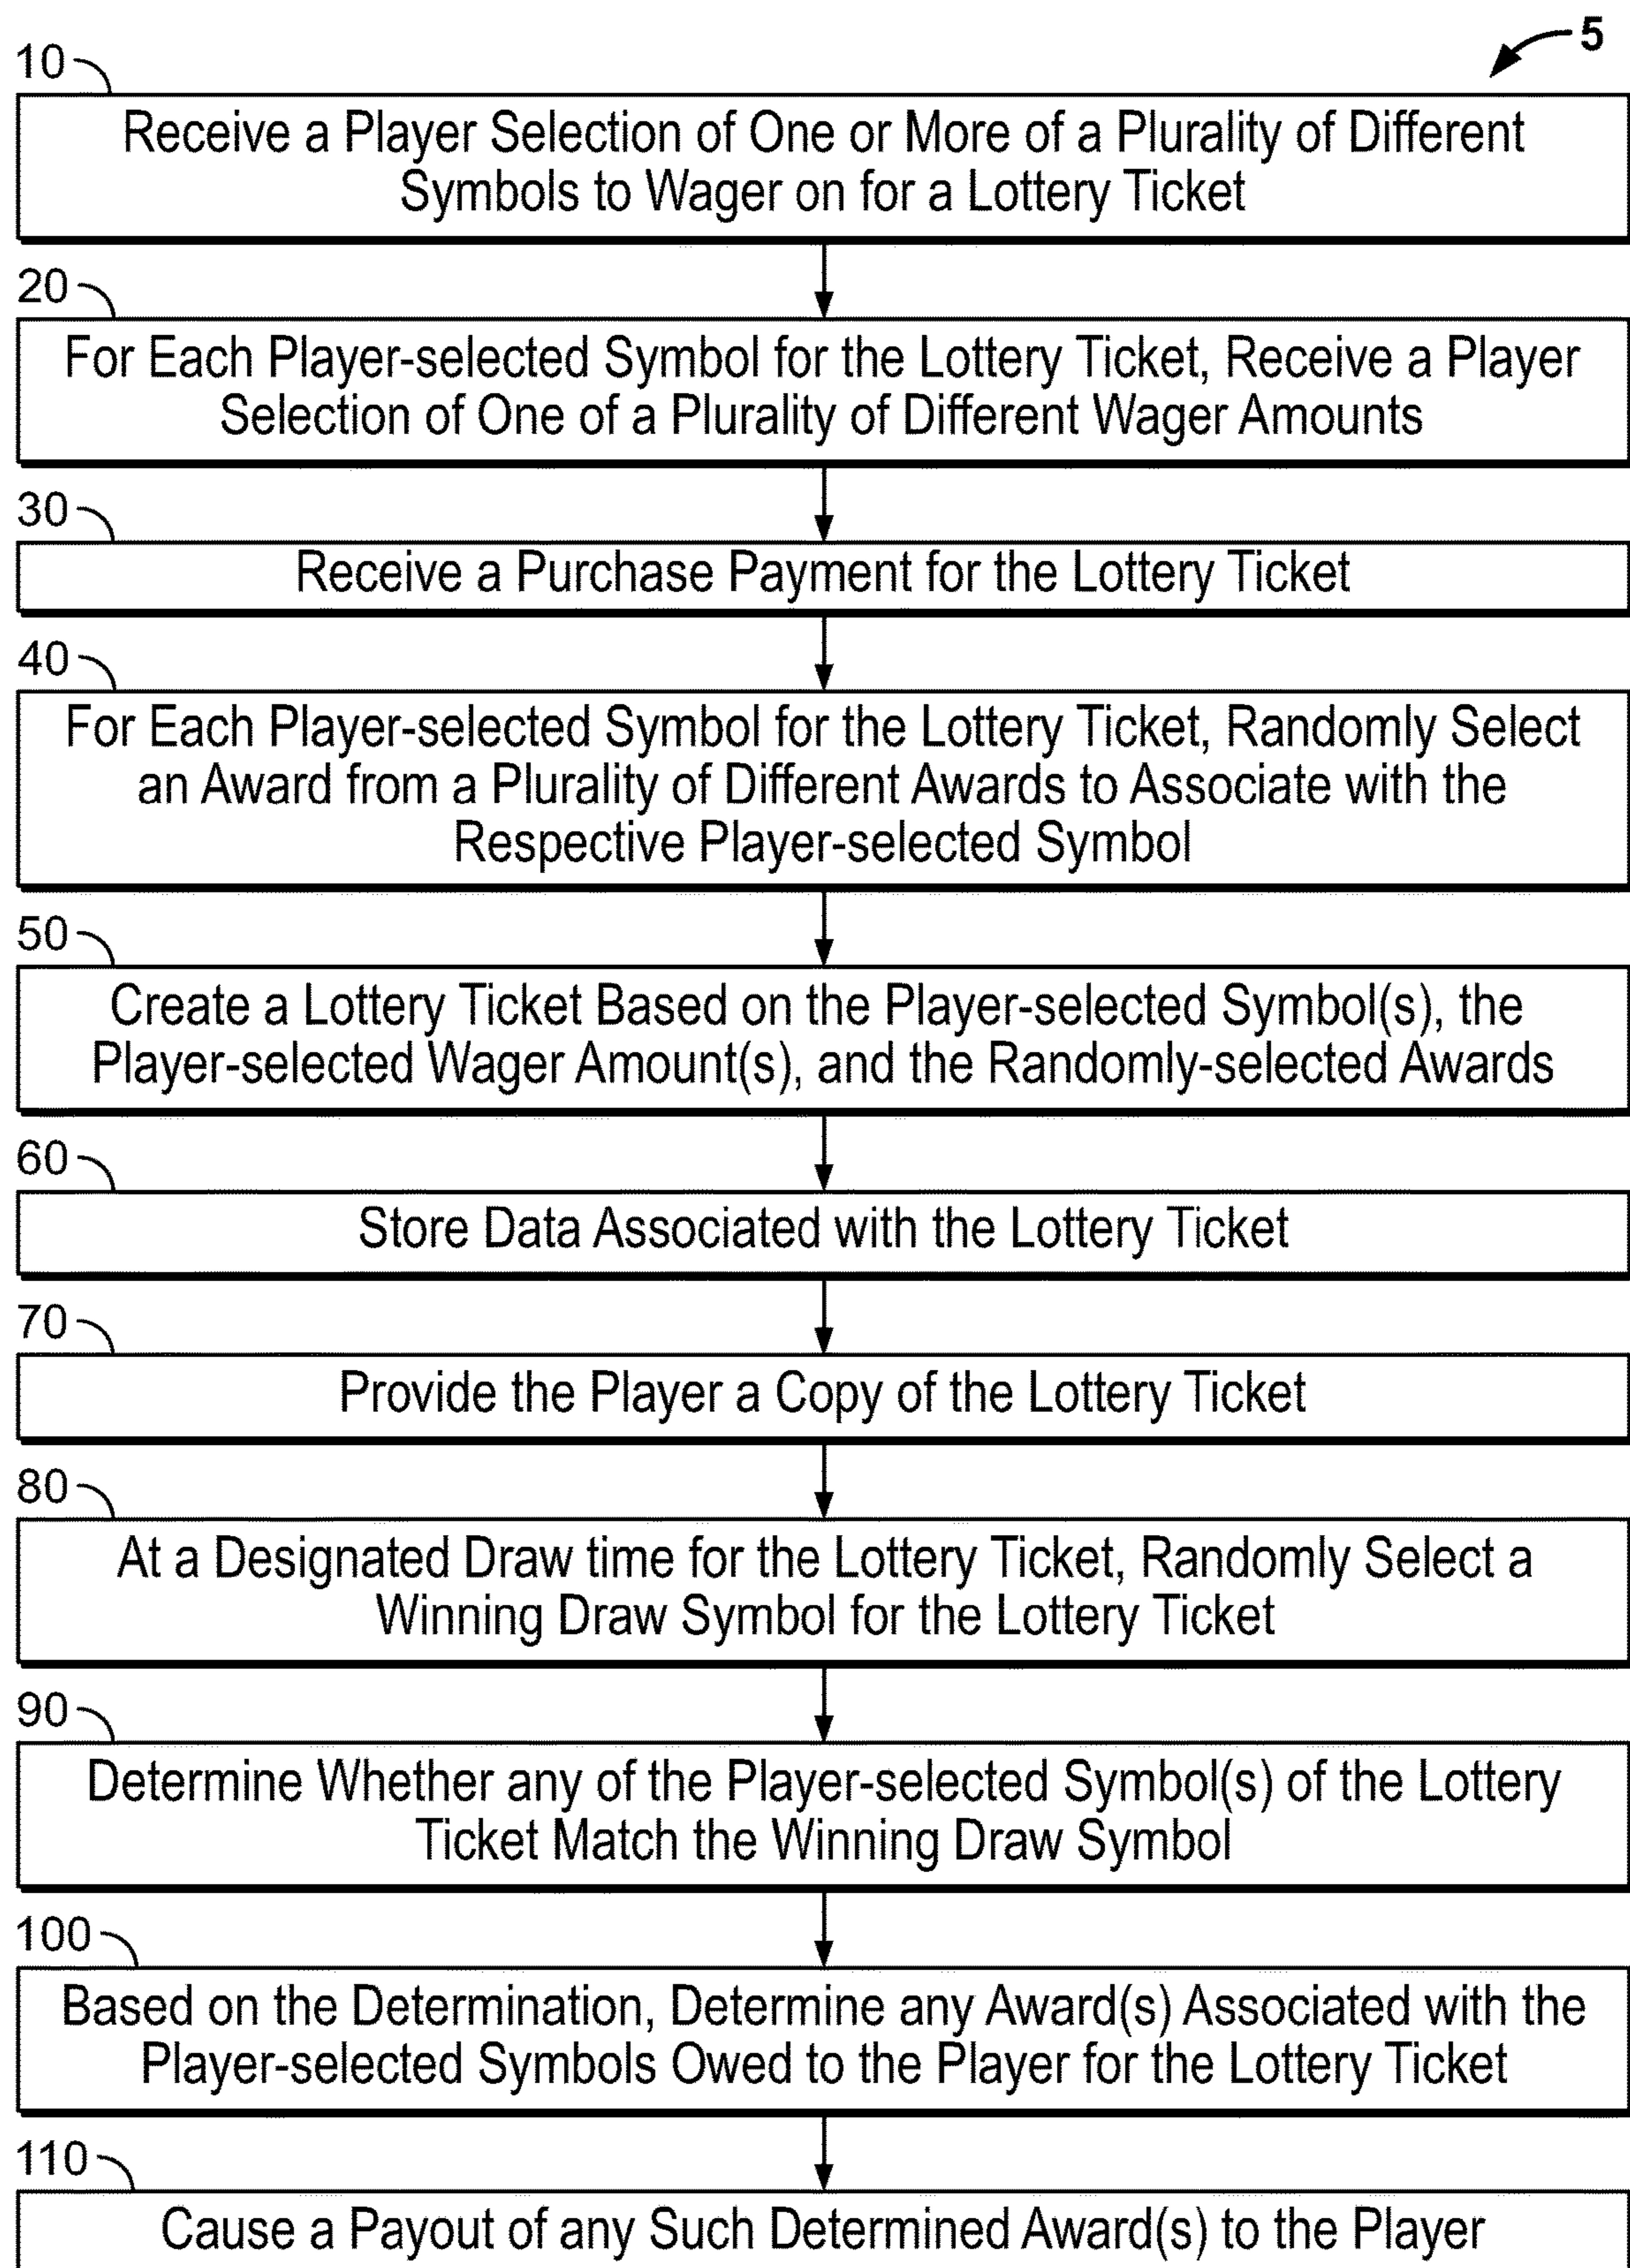 5
10
Receive a Player Selection of One or More of a Plurality of Different
Symbols to Wager on for a Lottery Ticket
20
For Each Player-selected Symbol for the Lottery Ticket, Receive a Player
Selection of One of a Plurality of Different Wager Amounts
30
Receive a Purchase Payment for the Lottery Ticket
40
For Each Player-selected Symbol for the Lottery Ticket, Randomly Select
an Award from a Plurality of Different Awards to Associate with the
Respective Player-selected Symbol
50
Create a Lottery Ticket Based on the Player-selected Symbol(s), the
Player-selected Wager Amount(s), and the Randomly-selected Awards
60
Store Data Associated with the Lottery Ticket
70
Provide the Player a Copy of the Lottery Ticket
80
At a Designated Draw time for the Lottery Ticket, Randomly Select a
Winning Draw Symbol for the Lottery Ticket
90
Determine Whether any of the Player-selected Symbol(s) of the Lottery
Ticket Match the Winning Draw Symbol
100
Based on the Determination, Determine any Award(s) Associated with the
Player-selected Symbols Owed to the Player for the Lottery Ticket
110
Cause a Payout of any Such Determined Award(s) to the Player